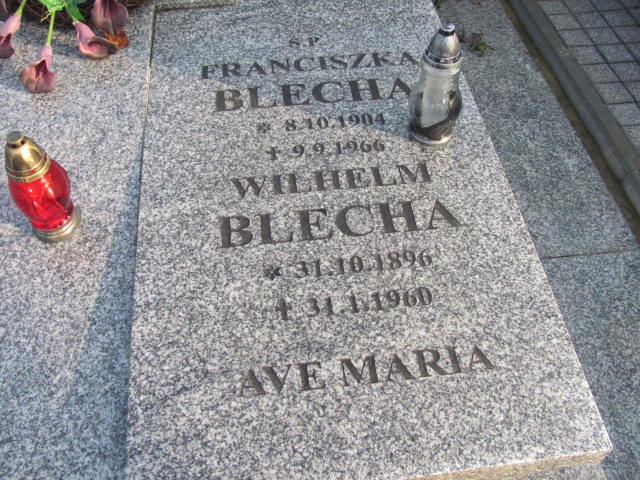 S.P.
FRANCISZKA
BLECHA
* 8.10.1904
† 9.9.1966
WILHELM
BLECHA
* 31.10.1896
† 31.1.1960
AVE MARIA